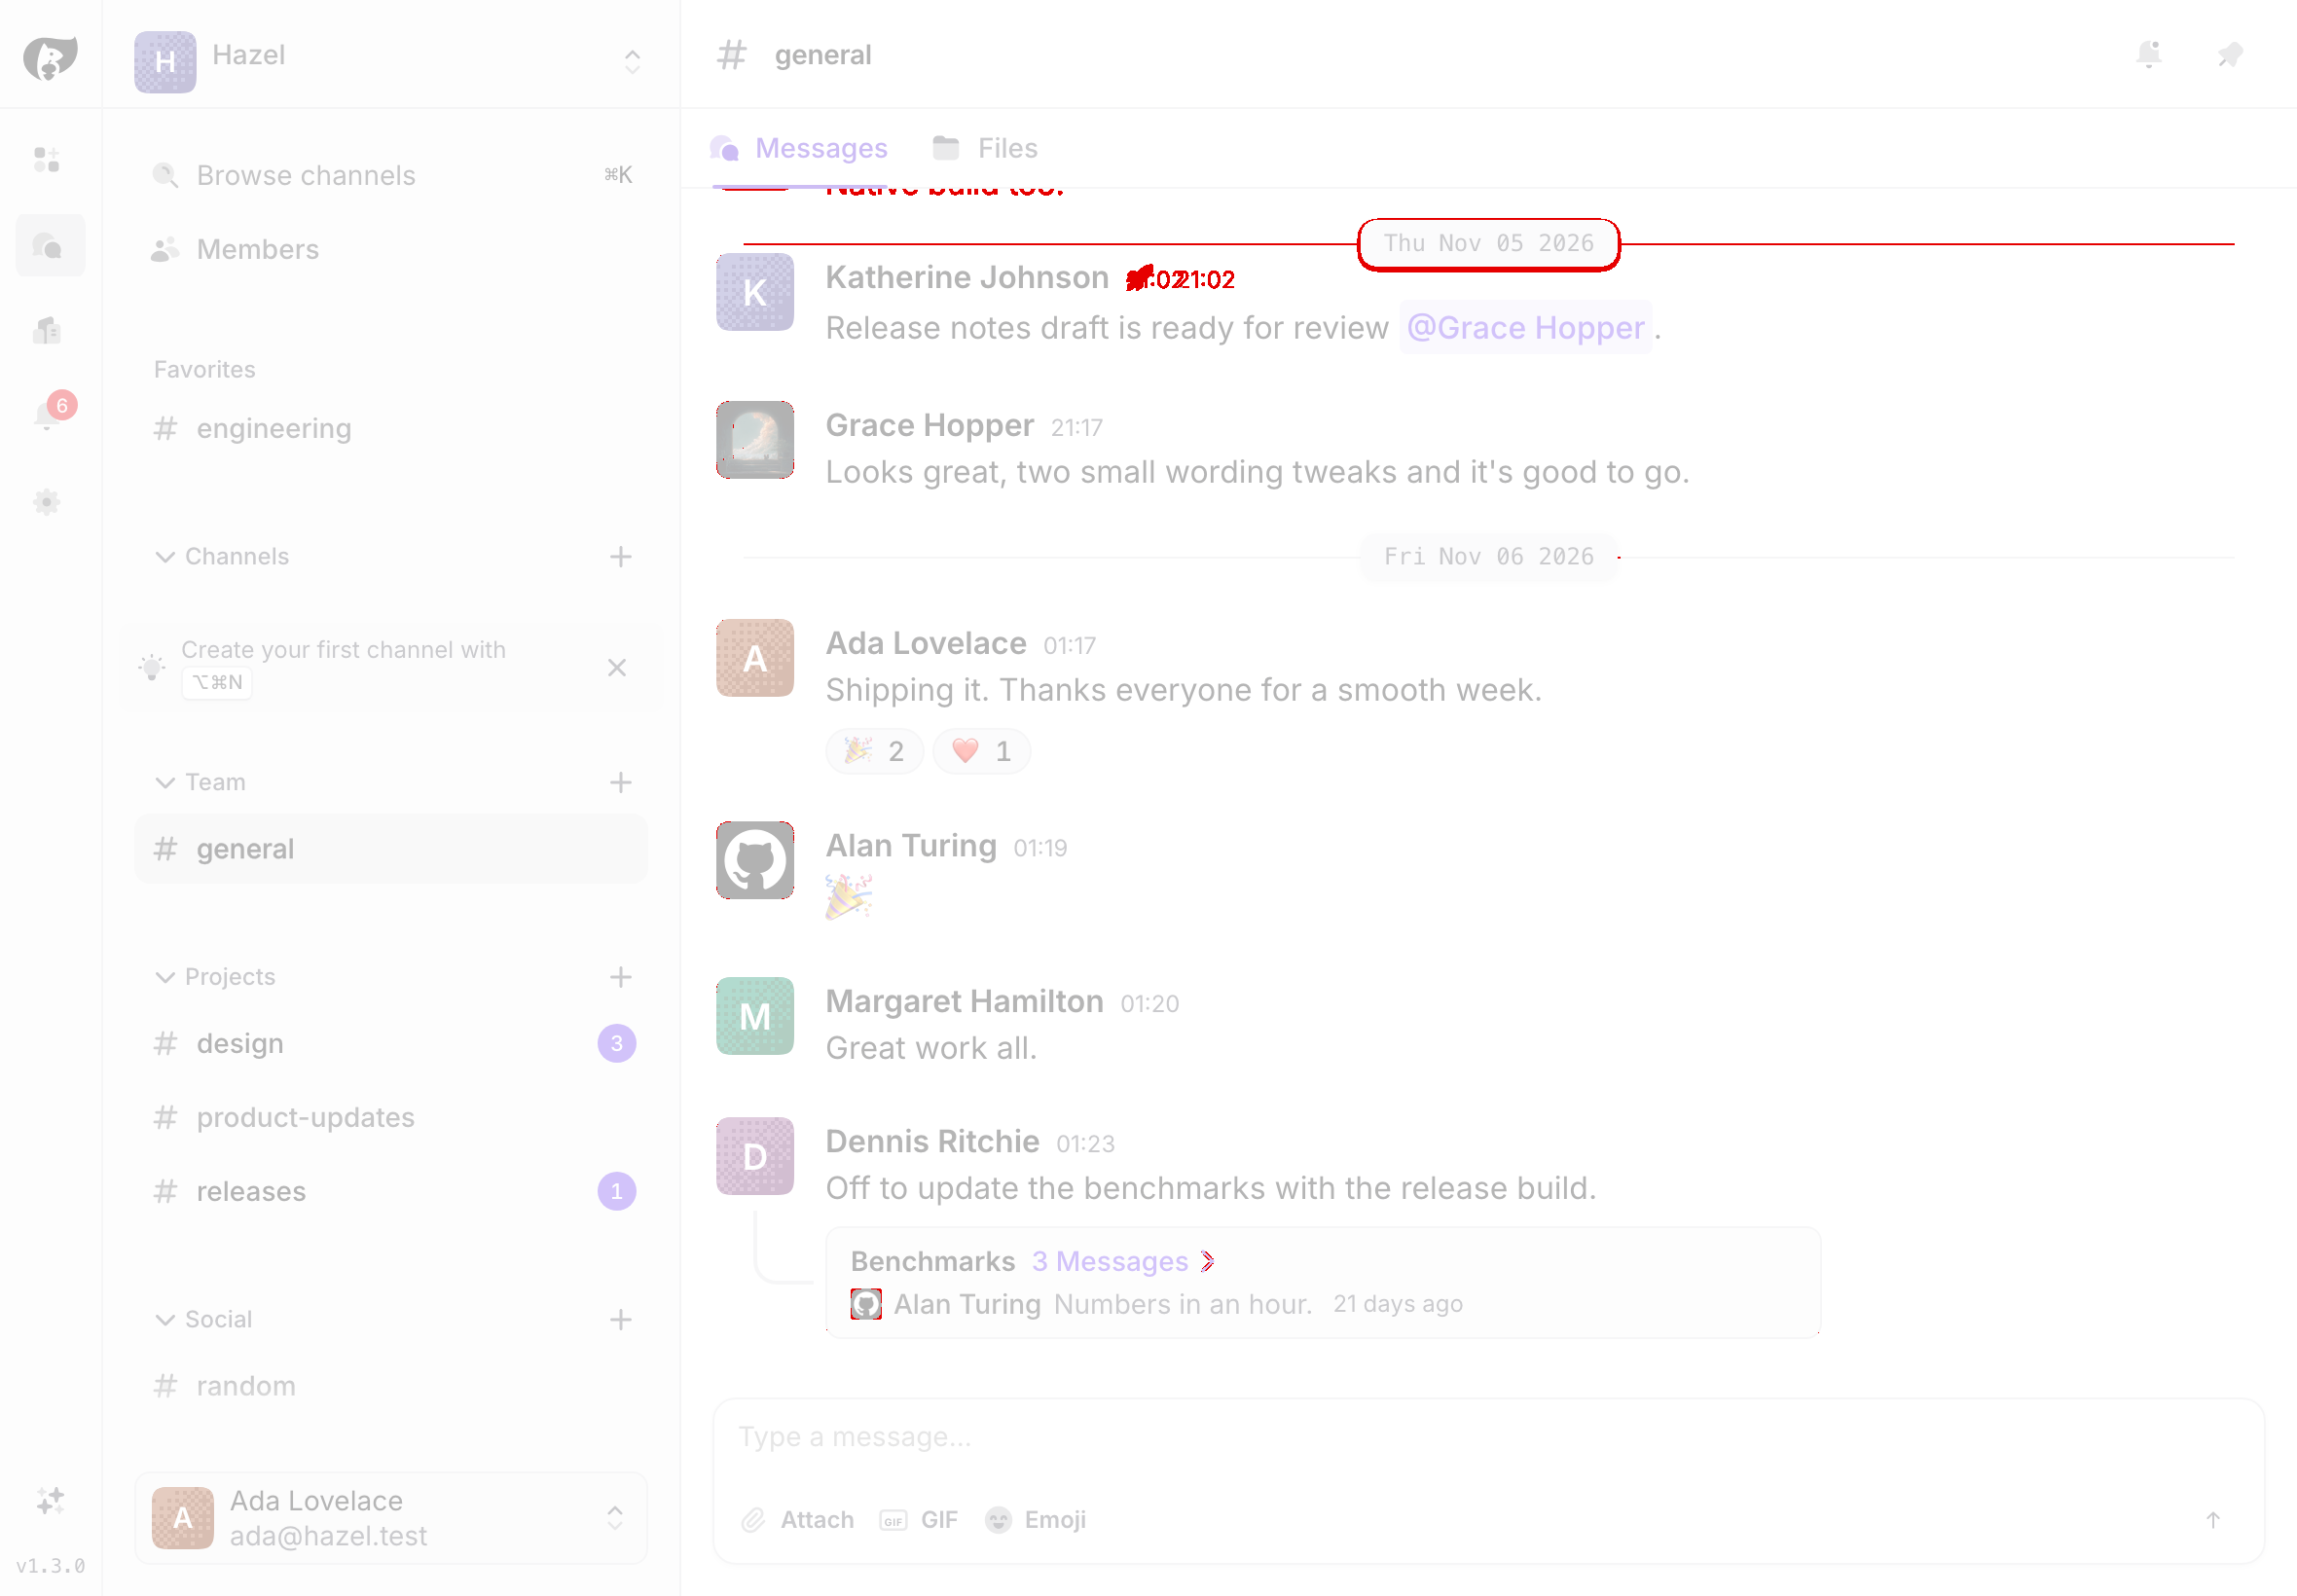 H Hazel
# general
Messages Files
Browse channels ⌘K
Native build too.
Thu Nov 05 2026
Members
K Katherine Johnson 21:02
Release notes draft is ready for review @Grace Hopper .
Favorites
6
# engineering
Grace Hopper 21:17
Looks great, two small wording tweaks and it's good to go.
Channels
Fri Nov 06 2026
Create your first channel with
⌥⌘N
A Ada Lovelace 01:17
Shipping it. Thanks everyone for a smooth week.
🎉 2 ❤️ 1
Team
# general
Alan Turing 01:19
🎉
Projects
M Margaret Hamilton 01:20
# design 3
Great work all.
# product-updates
D Dennis Ritchie 01:23
# releases 1
Off to update the benchmarks with the release build.
Benchmarks 3 Messages
Alan Turing Numbers in an hour. 21 days ago
Social
# random
Type a message...
A Ada Lovelace
ada@hazel.test
Attach GIF GIF Emoji
v1.3.0